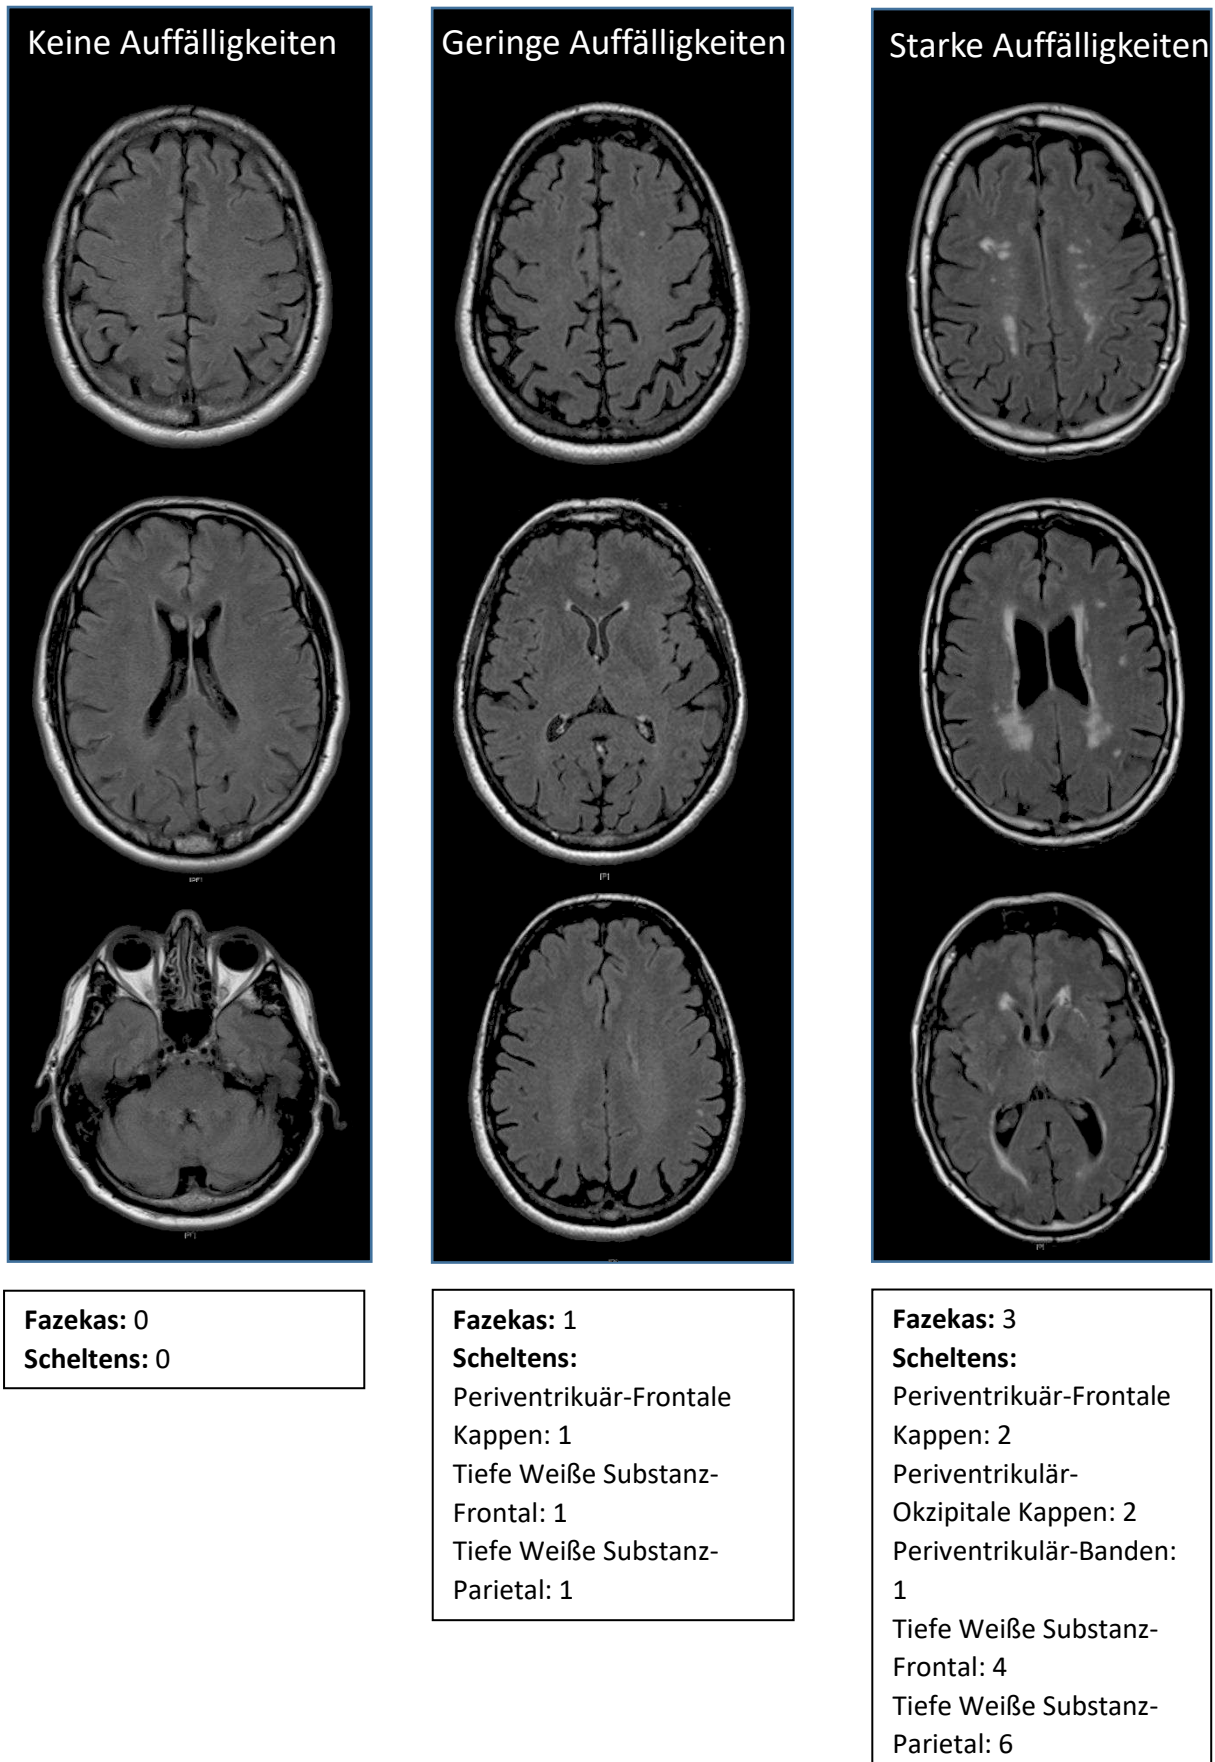 Keine Auffälligkeiten
Geringe Auffälligkeiten
Starke Auffälligkeiten
Fazekas: 0
Scheltens: 0
Fazekas: 1
Scheltens:
Periventrikuär-Frontale
Kappen: 1
Tiefe Weiße Substanz-
Frontal: 1
Tiefe Weiße Substanz-
Parietal: 1
Fazekas: 3
Scheltens:
Periventrikuär-Frontale
Kappen: 2
Periventrikulär-
Okzipitale Kappen: 2
Periventrikulär-Banden:
1
Tiefe Weiße Substanz-
Frontal: 4
Tiefe Weiße Substanz-
Parietal: 6